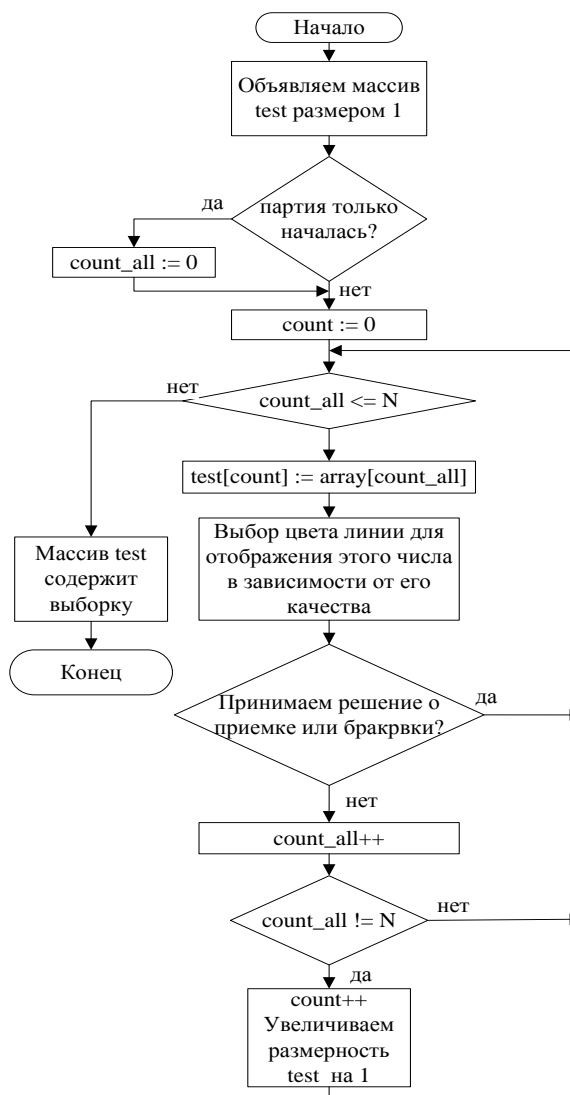 Начало
Объявляем массив
test размером 1
да
партия только
началась?
count_all := 0
нет
count := 0
нет
count_all <= N
test[count] := array[count_all]
Выбор цвета линии для
отображения этого числа
в зависимости от его
качества
Массив test
содержит
выборку
Конец
Принимаем решение о
приемке или бракрвки?
да
нет
count_all++
count_all != N
нет
да
count++
Увеличиваем
размерность
test на 1